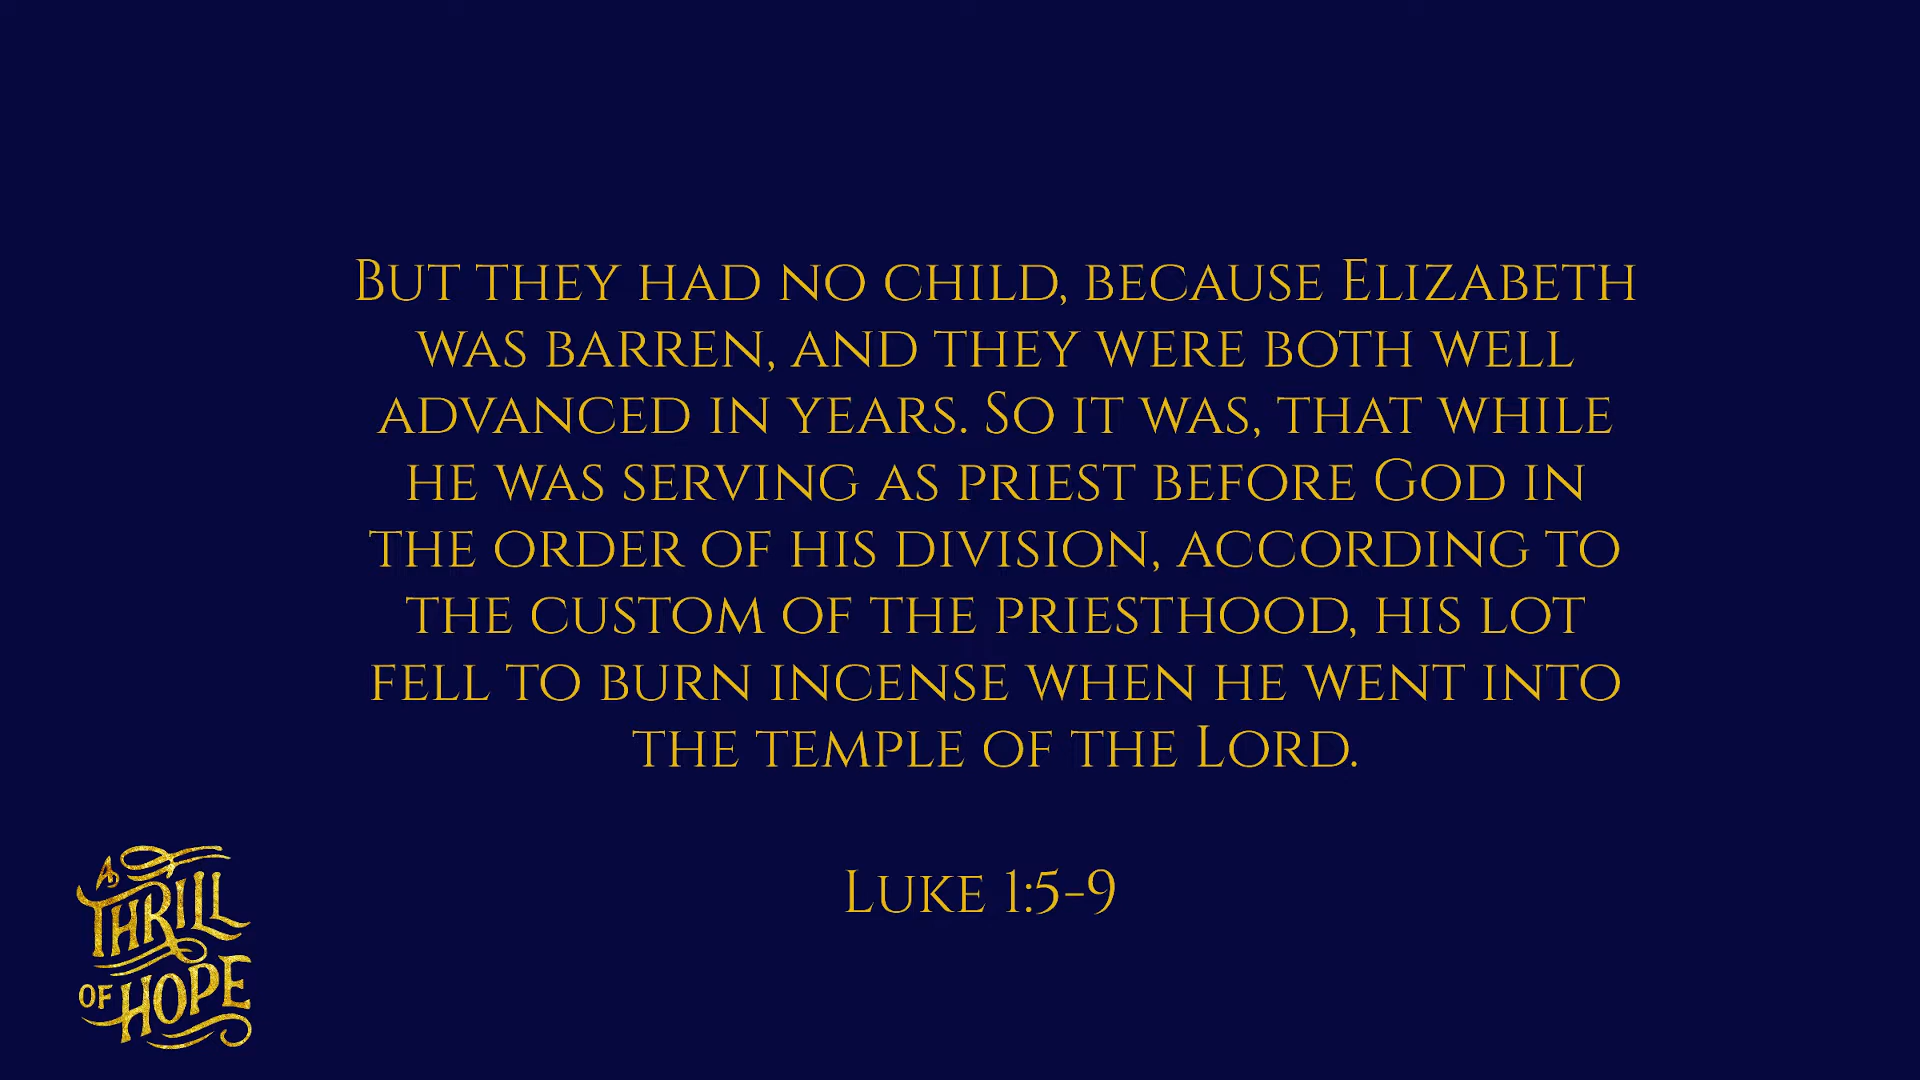 But they had no child, because Elizabeth
was barren, and they were both well
advanced in years. So it was, that while
he was serving as priest before God in
the order of his division, according to
the custom of the priesthood, his lot
fell to burn incense when he went into
the temple of the Lord.
Luke 1:5-9
A
THRILL
OF HOPE